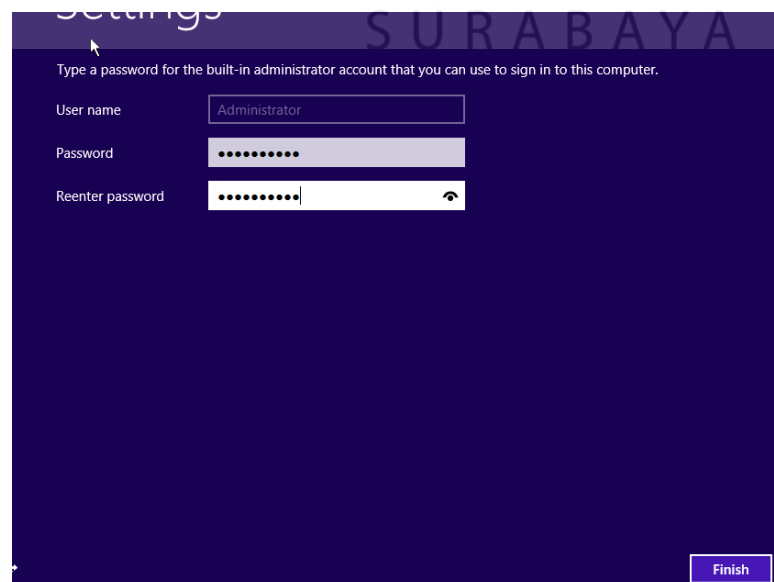 Settings
SURABAYA
Type a password for the built-in administrator account that you can use to sign in to this computer.
User name
Administrator
Password
••••••••••
Reenter password
••••••••••
Finish